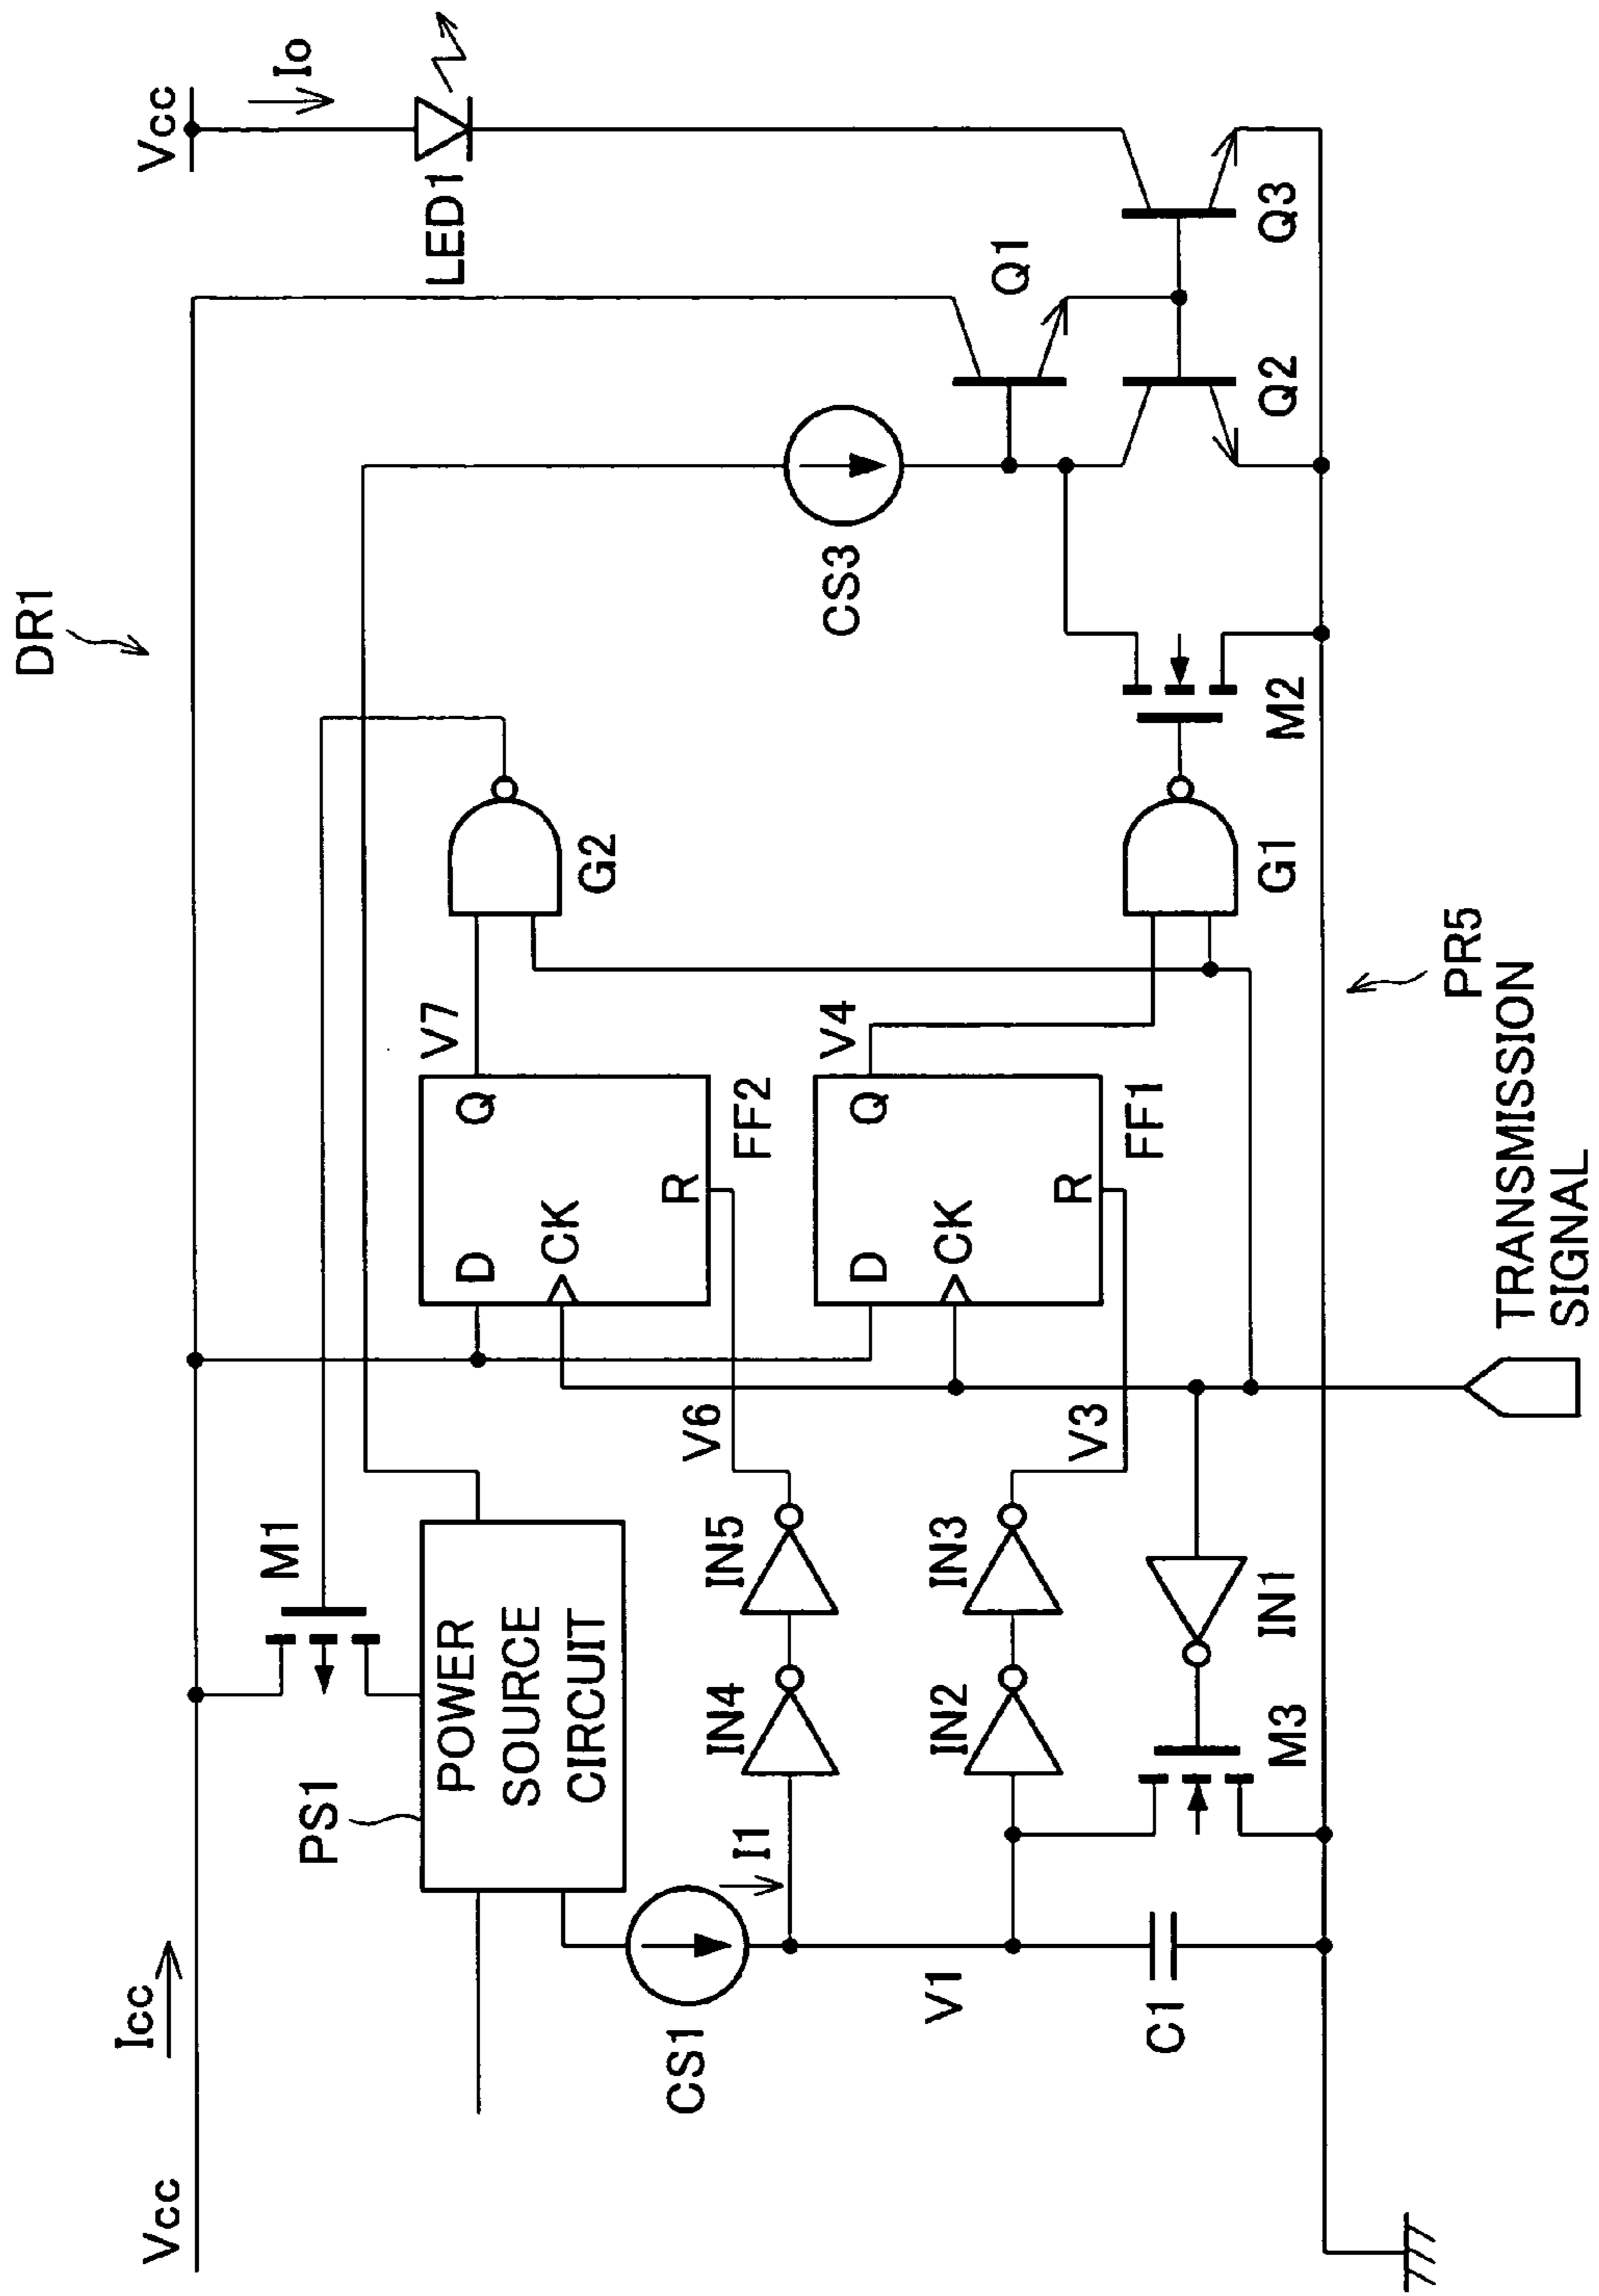 DR1
Vcc
Icc
M1
Vcc
Io
LED1
PS1
POWER
SOURCE
CIRCUIT
V7
D
Q
CK
R
FF2
G2
CS1
I1
IN4
IN5
V6
CS3
Q1
V1
IN2
IN3
V3
D
Q
CK
R
FF1
V4
C1
M3
IN1
G1
M2
Q2
Q3
PR5
TRANSMISSION
SIGNAL